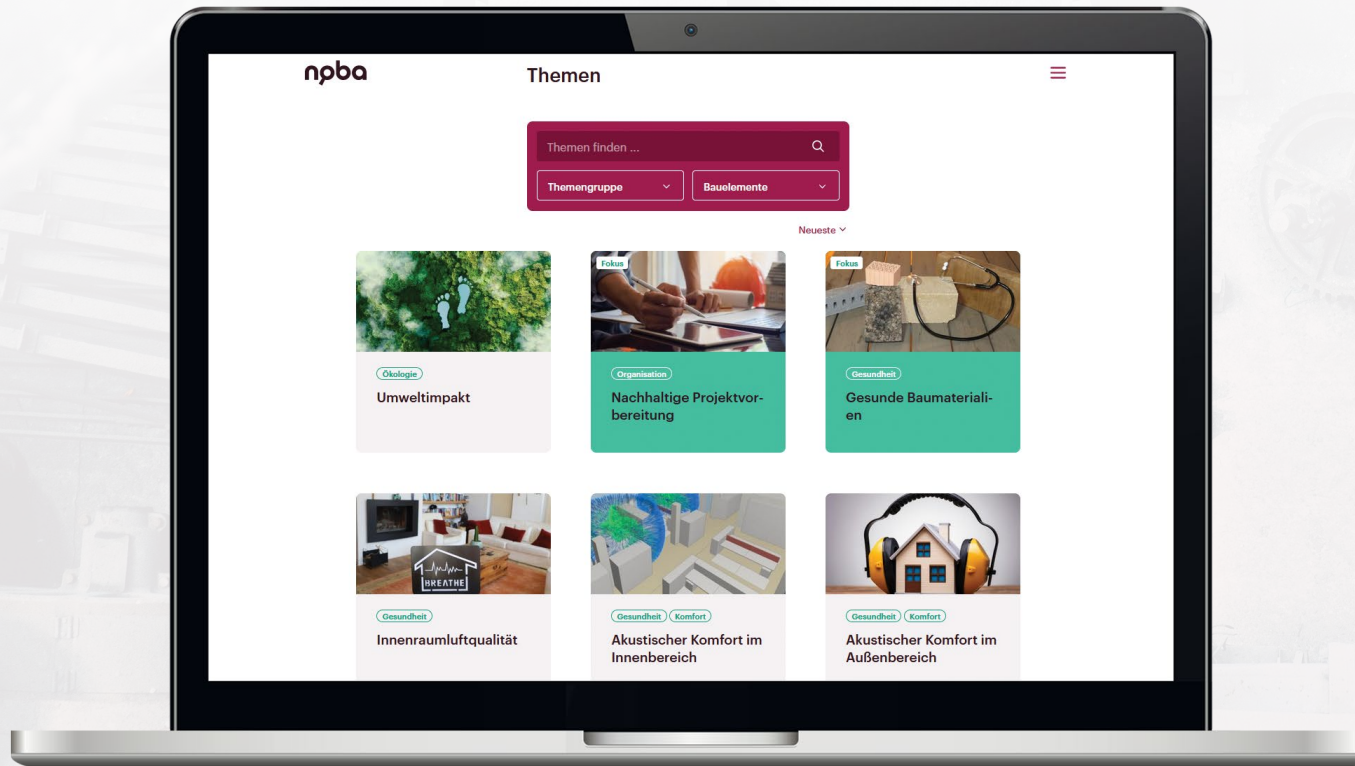 npba
Themen
Themen finden ...
Themengruppe
Bauelemente
Neueste
Fokus
Fokus
Ökologie
Organisation
Gesundheit
Umweltimpakt
Nachhaltige Projektvor-
bereitung
Gesunde Baumateriali-
en
BREATHE
Gesundheit
Gesundheit Komfort
Gesundheit Komfort
Innenraumluftqualität
Akustischer Komfort im
Innenbereich
Akustischer Komfort im
Außenbereich